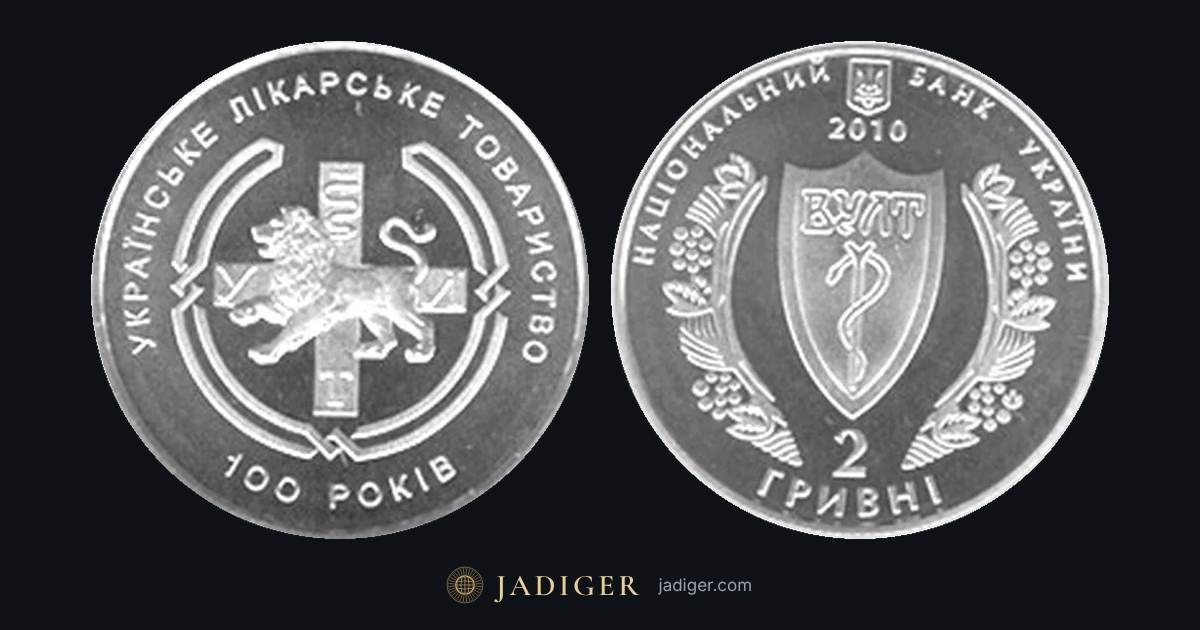 УКРАЇНСЬКЕ ЛІКАРСЬКЕ ТОВАРИСТВО
100 РОКІВ
НАЦІОНАЛЬНИЙ БАНК УКРАЇНИ
2010
ВУЛТ
2
ГРИВНІ
JADIGER
jadiger.com